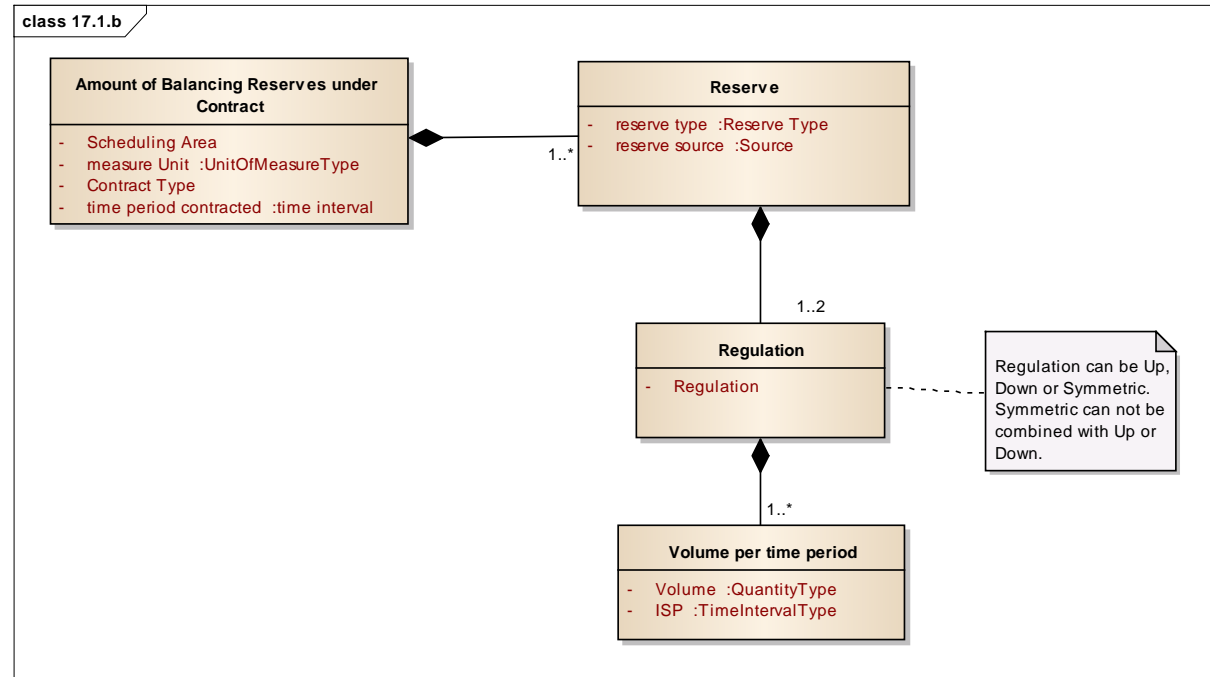 class 17.1.b
Amount of Balancing Reserves under
Contract
- Scheduling Area
- measure Unit :UnitOfMeasureType
- Contract Type
- time period contracted :time interval
1..*
Reserve
- reserve type :Reserve Type
- reserve source :Source
1..2
Regulation
- Regulation
Regulation can be Up,
Down or Symmetric.
Symmetric can not be
combined with Up or
Down.
1..*
Volume per time period
- Volume :QuantityType
- ISP :TimeIntervalType